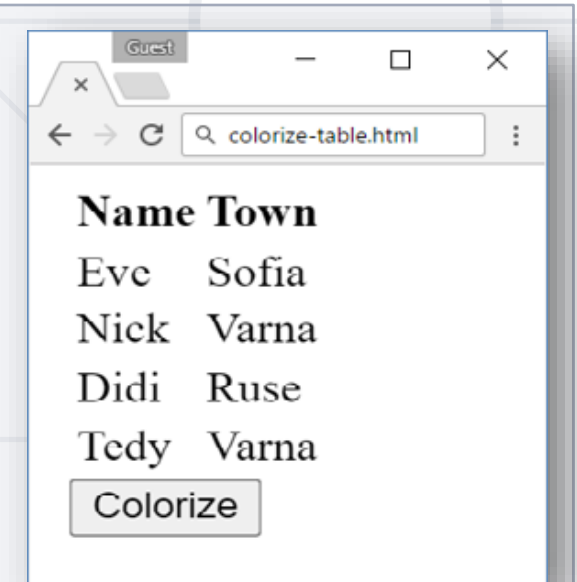 Guest
colorize-table.html
Name Town
Eve Sofia
Nick Varna
Didi Ruse
Tedy Varna
Colorize